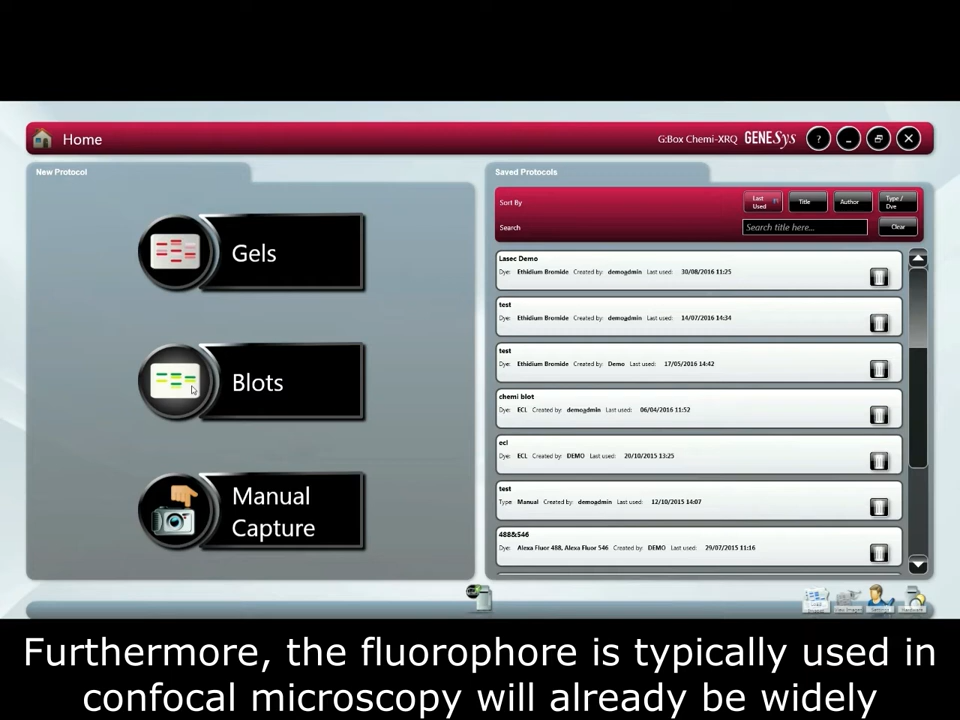 Home
G:Box Chemi-XRQ GENESys
?
New Protocol
Gels
Blots
Manual
Capture
Saved Protocols
Sort By
Last
Used
Title
Author
Type /
Dye
Search
Search title here...
Clear
Lasec Demo
Dye: Ethidium Bromide Created by: demoadmin Last used: 30/08/2016 11:25
test
Dye: Ethidium Bromide Created by: demoadmin Last used: 14/07/2016 14:34
test
Dye: Ethidium Bromide Created by: Demo Last used: 17/05/2016 14:42
chemi blot
Dye: ECL Created by: demoadmin Last used: 06/04/2016 11:52
ecl
Dye: ECL Created by: DEMO Last used: 20/10/2015 13:25
test
Type: Manual Created by: demoadmin Last used: 12/10/2015 14:07
488&546
Dye: Alexa Fluor 488, Alexa Fluor 546 Created by: DEMO Last used: 29/07/2015 11:16
Furthermore, the fluorophore is typically used in
confocal microscopy will already be widely